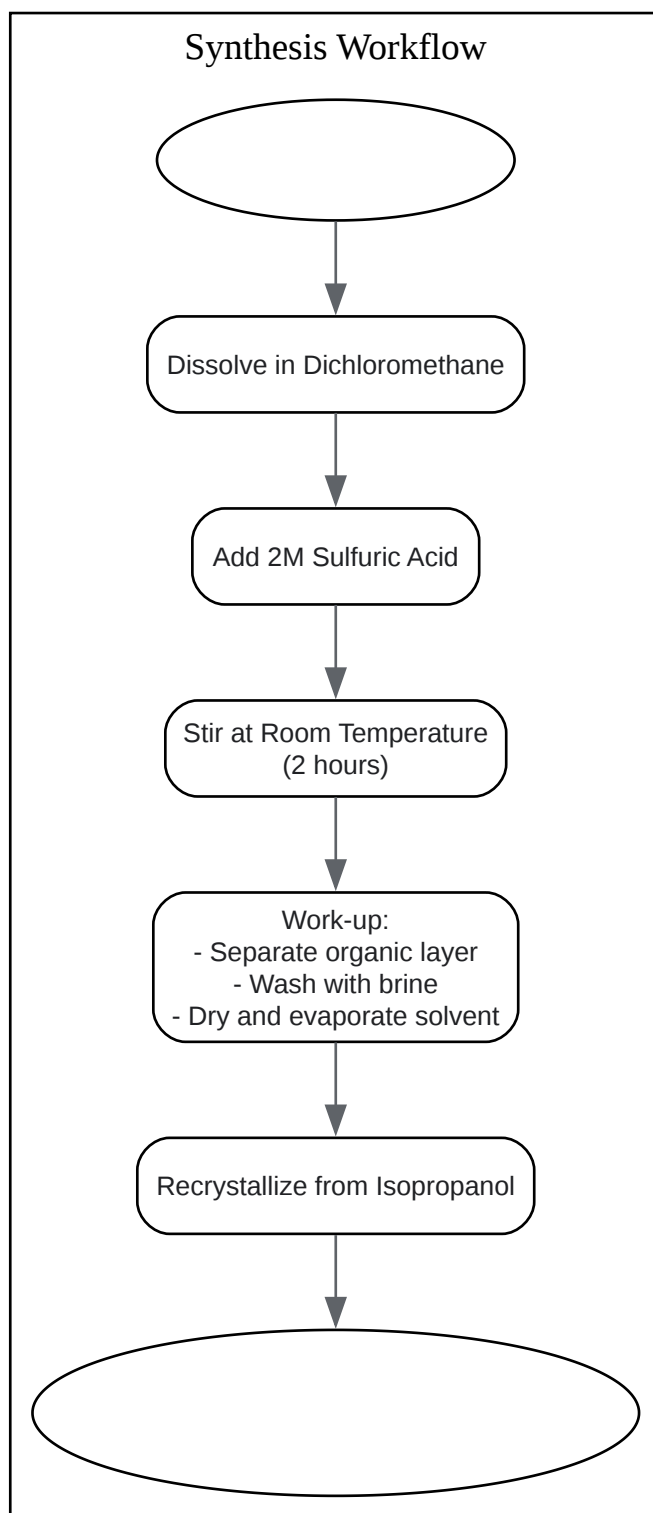 Synthesis Workflow
Dissolve in Dichloromethane
Add 2M Sulfuric Acid
Stir at Room Temperature
(2 hours)
Work-up:
- Separate organic layer
- Wash with brine
- Dry and evaporate solvent
Recrystallize from Isopropanol